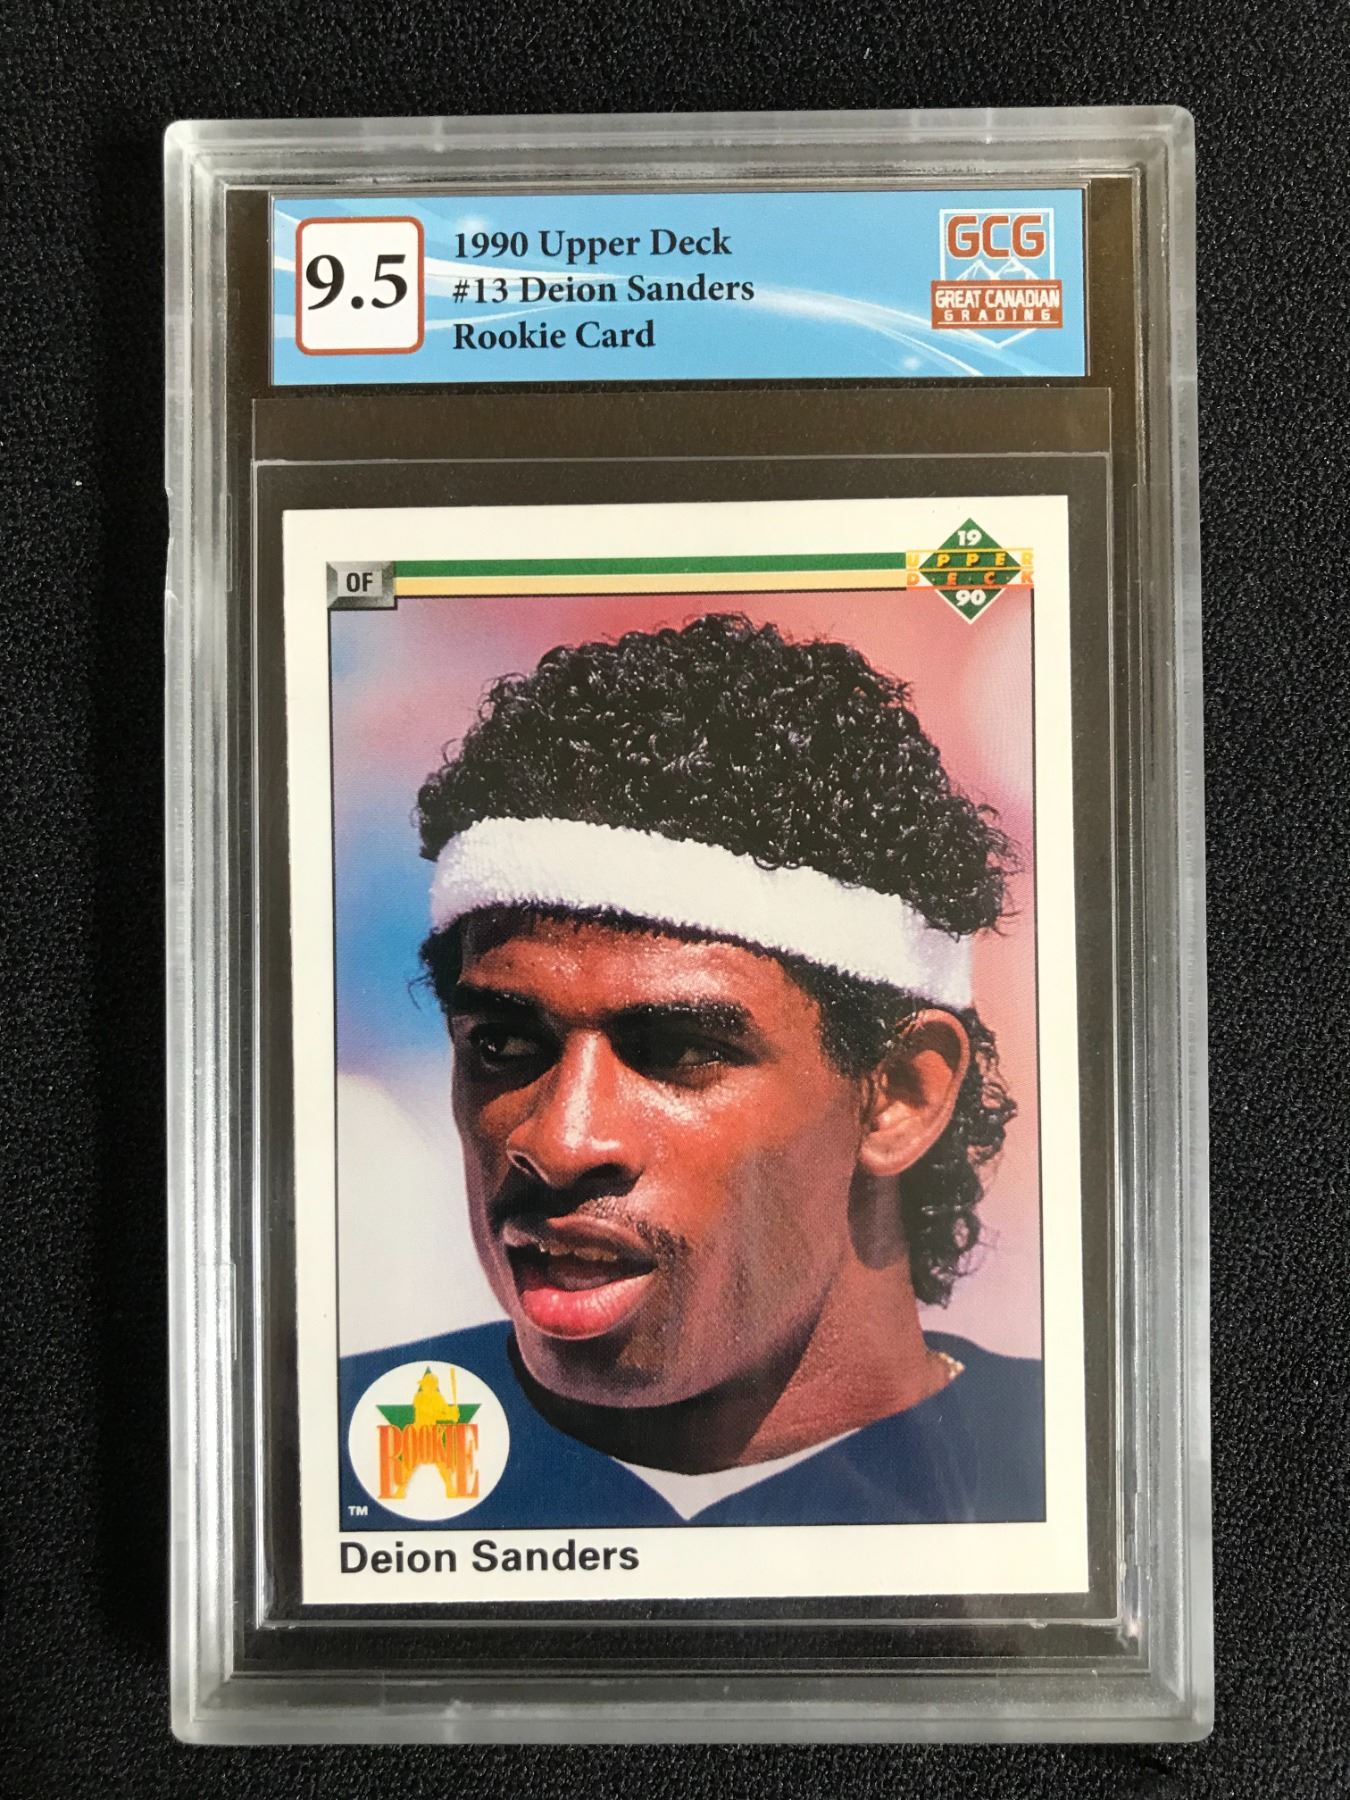 9.5
1990 Upper Deck
#13 Deion Sanders
Rookie Card
GCG
GREAT CANADIAN
GRADING
OF
19
UPPER
DECK
90
ROOKIE
TM
Deion Sanders